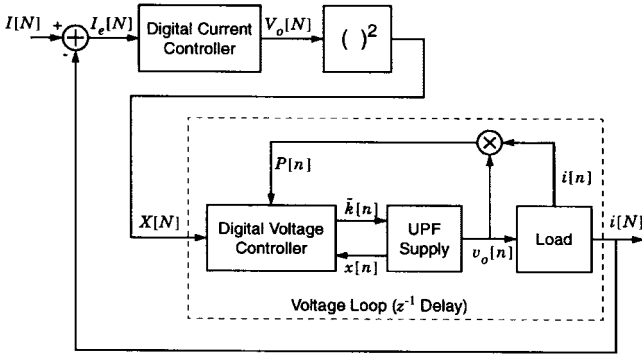 I[N]
+
-
I_e[N]
Digital Current
Controller
V_o[N]
( )²
P[n]
×
i[n]
X[N]
Digital Voltage
Controller
k̃[n]
x[n]
UPF
Supply
v_o[n]
Load
i[N]
Voltage Loop (z⁻¹ Delay)